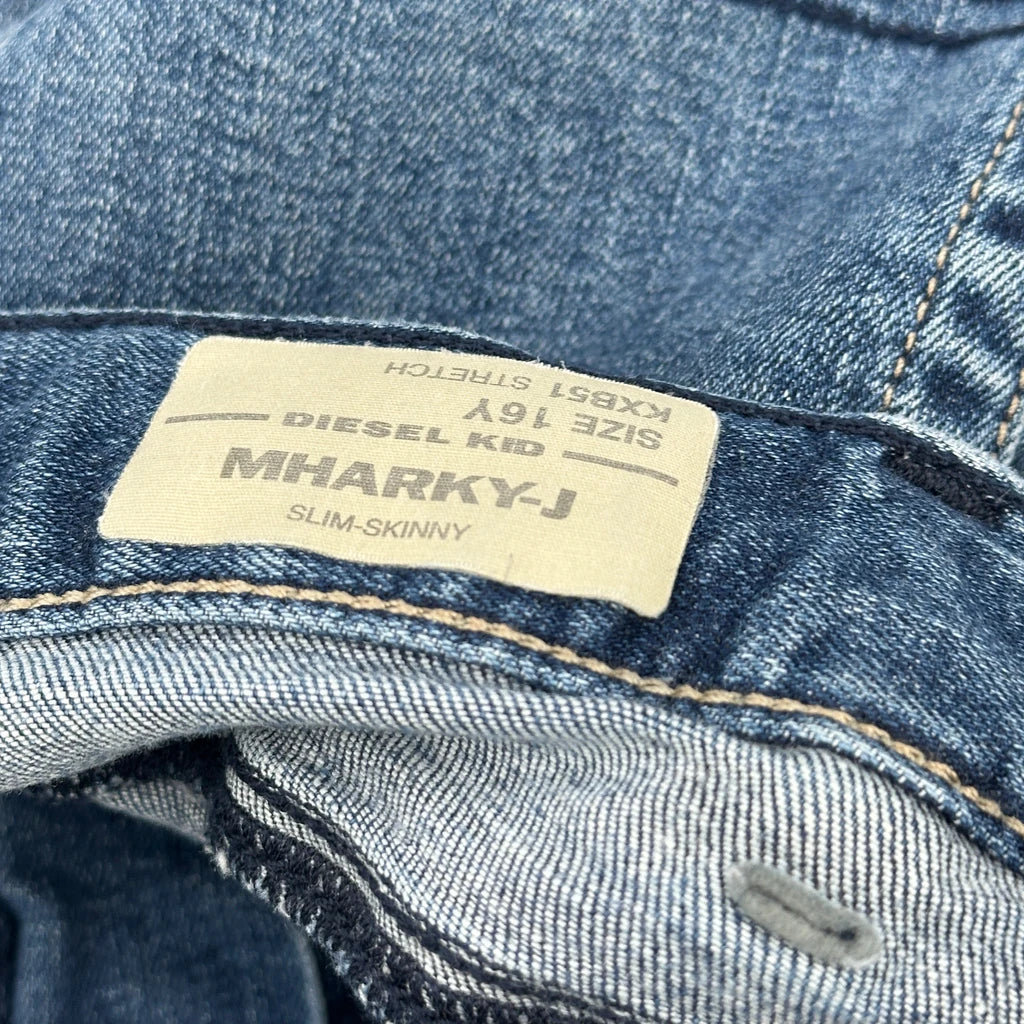 DIESEL KID
MHARKY-J
SLIM-SKINNY
SIZE 16Y
KXB51 STRETCH